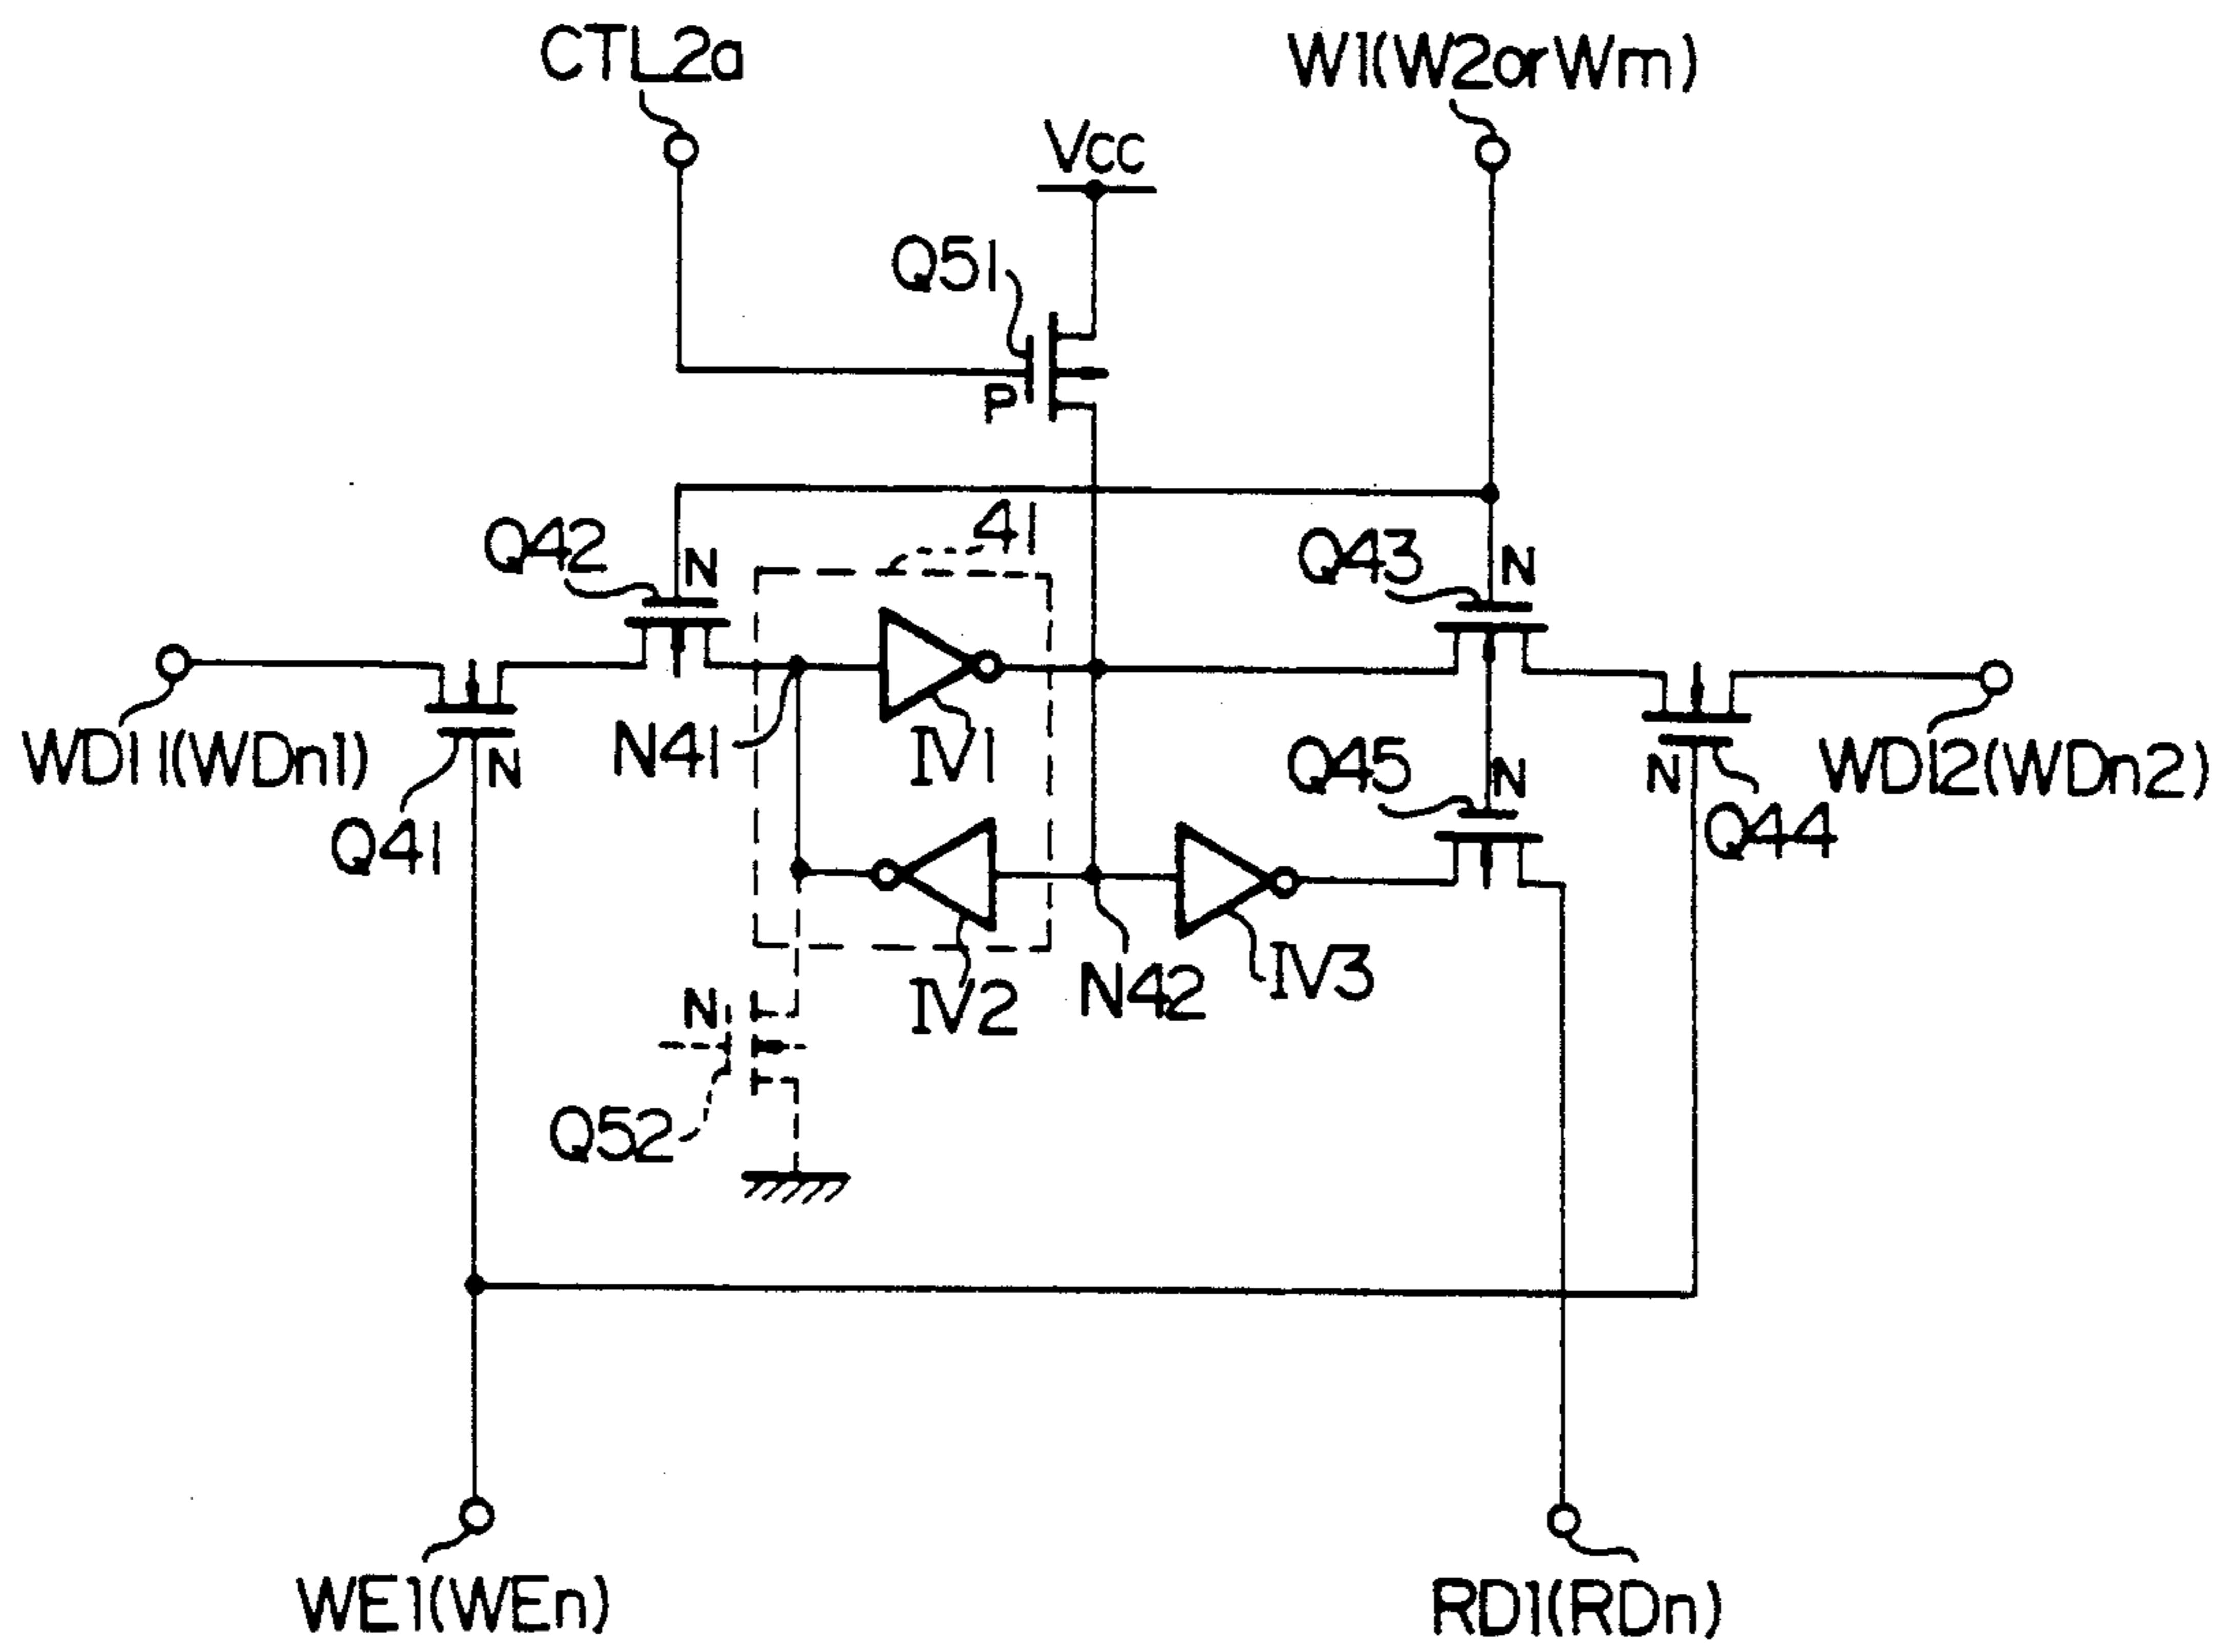 CTL2a
W1(W2orWm)
Vcc
Q51
P
41
Q42
N
Q43
N
WD11(WDn1)
N
Q41
N41
IV1
Q45
N
N
Q44
WD12(WDn2)
N
IV2
N42
IV3
Q52
WE1(WEn)
RD1(RDn)